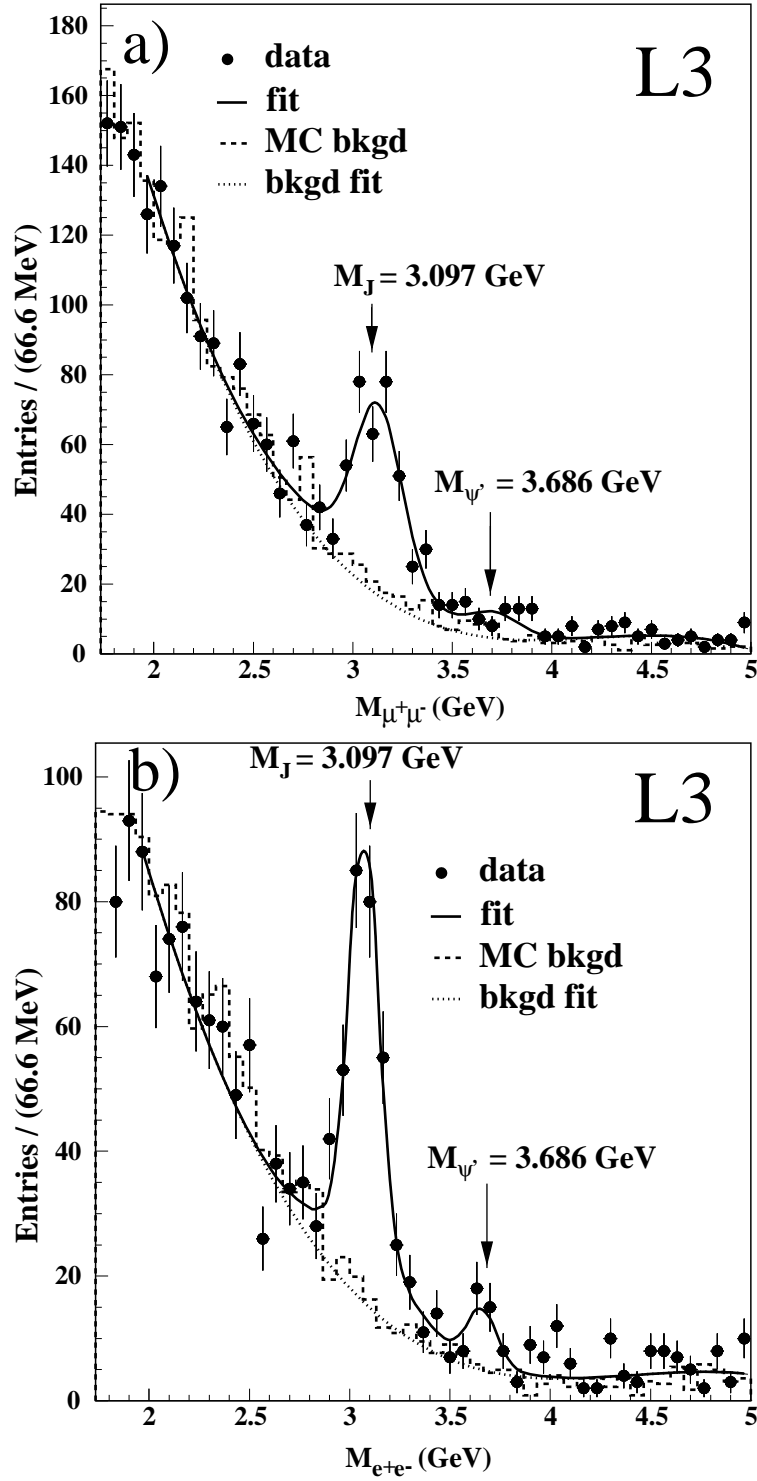 a)
L3
data
fit
MC bkgd
bkgd fit
M_J = 3.097 GeV
M_ψ’ = 3.686 GeV
Entries / (66.6 MeV)
180
160
140
120
100
80
60
40
20
0
2 2.5 3 3.5 4 4.5 5
M_μ⁺μ⁻ (GeV)
b)
M_J = 3.097 GeV
L3
data
fit
MC bkgd
bkgd fit
M_ψ’ = 3.686 GeV
Entries / (66.6 MeV)
100
80
60
40
20
0
2 2.5 3 3.5 4 4.5 5
M_e+e- (GeV)